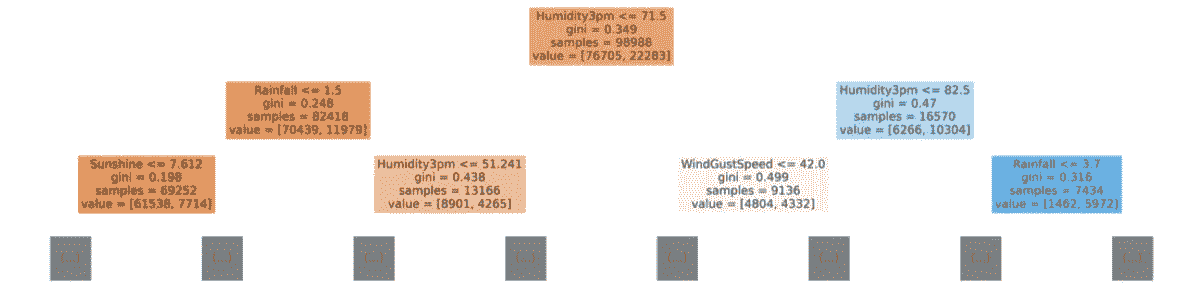 Humidity3pm <= 71.5
gini = 0.349
samples = 98988
value = [76705, 22283]
Rainfall <= 1.5
gini = 0.248
samples = 82418
value = [70439, 11979]
Humidity3pm <= 82.5
gini = 0.47
samples = 16570
value = [6266, 10304]
Sunshine <= 7.612
gini = 0.198
samples = 69252
value = [61538, 7714]
Humidity3pm <= 51.241
gini = 0.438
samples = 13166
value = [8901, 4265]
WindGustSpeed <= 42.0
gini = 0.499
samples = 9136
value = [4804, 4332]
Rainfall <= 3.7
gini = 0.316
samples = 7434
value = [1462, 5972]
(...)
(...)
(...)
(...)
(...)
(...)
(...)
(...)